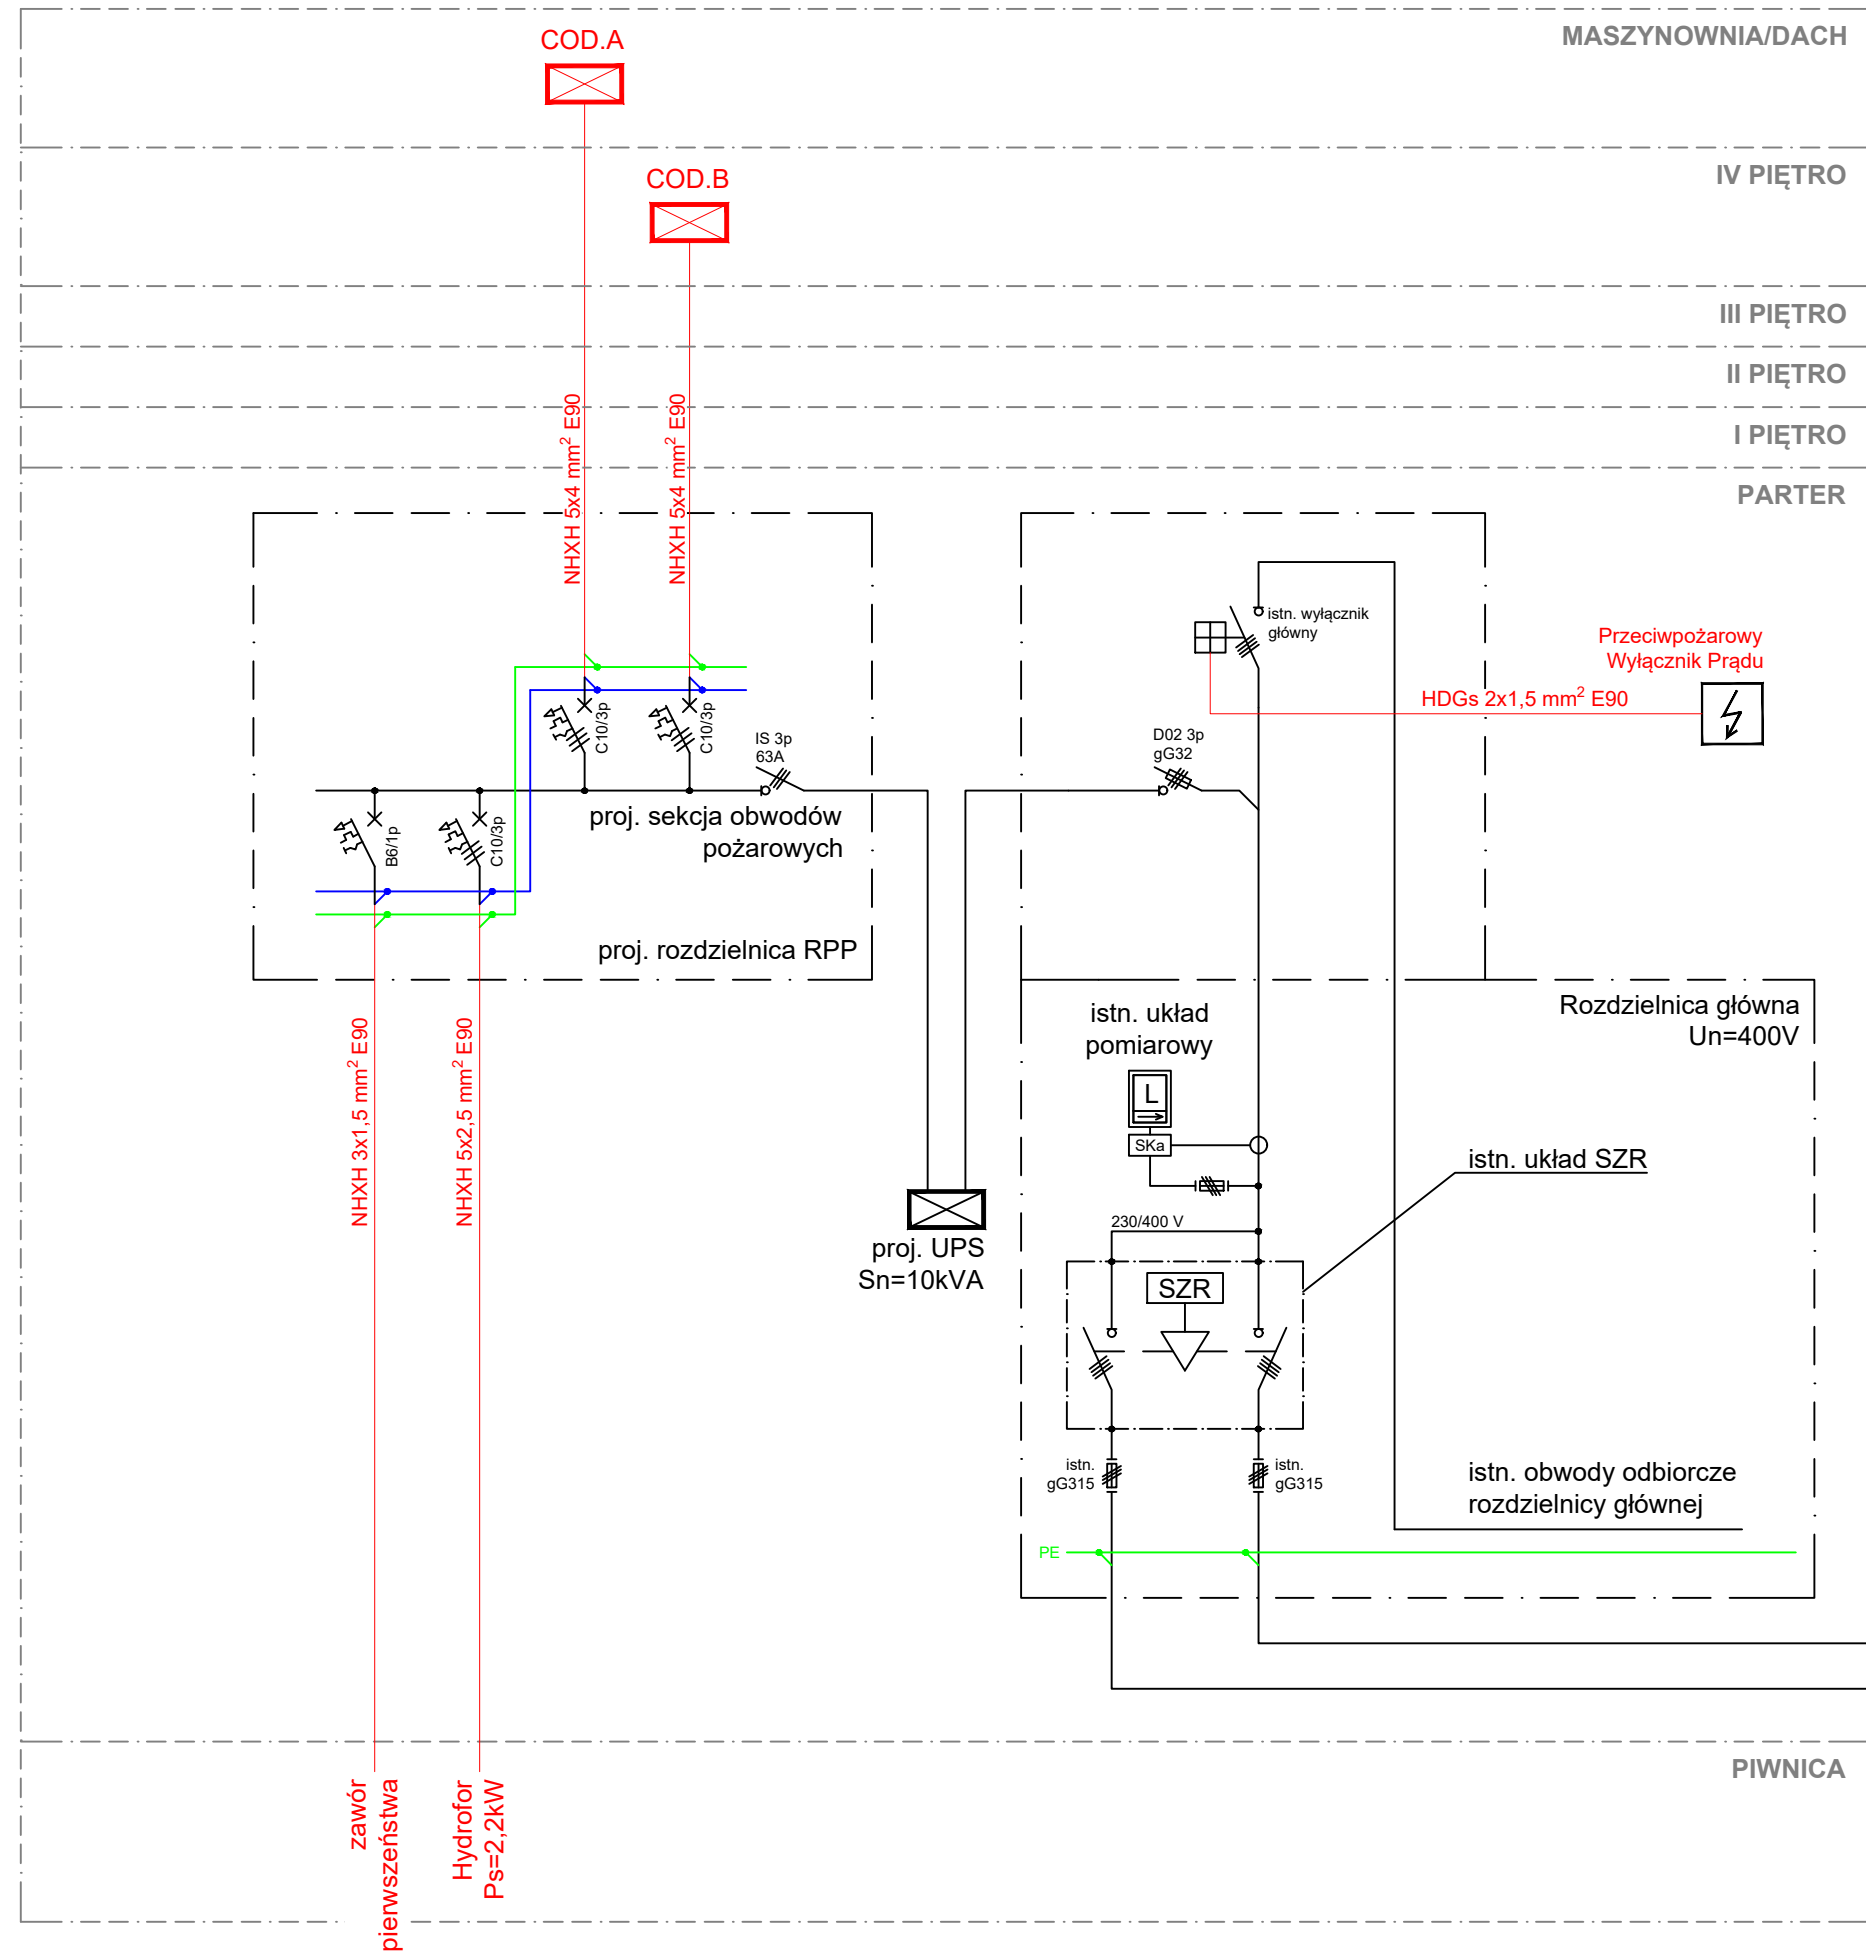 MASZYNOWNIA/DACH
COD.A
IV PIĘTRO
COD.B
III PIĘTRO
II PIĘTRO
I PIĘTRO
PARTER
NHXH 5x4 mm² E90
NHXH 5x4 mm² E90
istn. wyłącznik
główny
Przeciwpożarowy
Wyłącznik Prądu
HDGs 2x1,5 mm² E90
C10/3p
C10/3p
IS 3p
63A
D02 3p
gG32
proj. sekcja obwodów
pożarowych
B6/1p
C10/3p
proj. rozdzielnica RPP
Rozdzielnica główna
Un=400V
istn. układ
pomiarowy
L
SKa
NHXH 3x1,5 mm² E90
NHXH 5x2,5 mm² E90
istn. układ SZR
230/400 V
proj. UPS
Sn=10kVA
SZR
istn.
gG315
istn.
gG315
istn. obwody odbiorcze
rozdzielnicy głównej
PE
PIWNICA
zawór
pierwszeństwa
Hydrofor
Ps=2,2kW